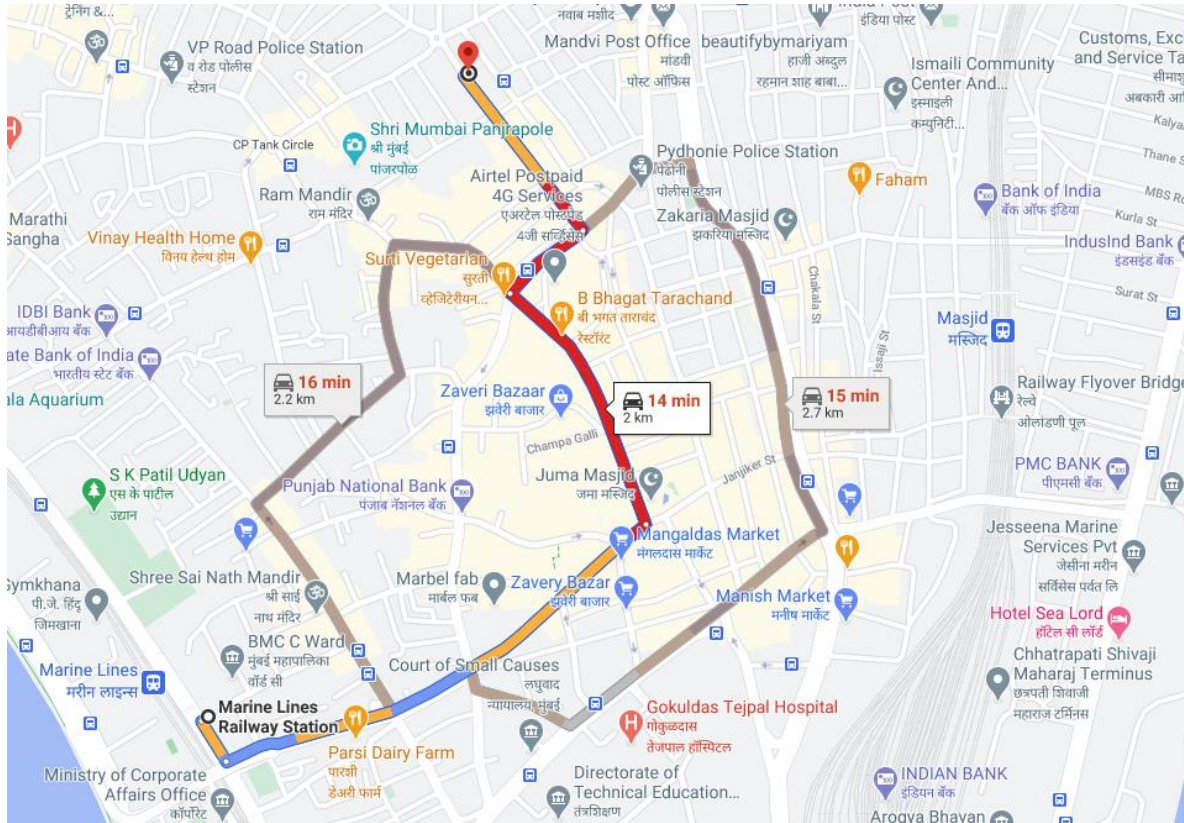 ट्रेनिंग &...
VP Road Police Station
व रोड पोलीस
स्टेशन
नवाब मशीद
Mandvi Post Office
मांडवी
पोस्ट ऑफिस
beautifybymariyam
हाजी अब्दुल
रहमान शाह बाबा...
इंडिया पोस्ट
Ismaili Community
Center And...
इस्माइली
कम्युनिटी...
Customs, Exc
and Service Ta
सीमाशु
अबकारी आ
CP Tank Circle
Shri Mumbai Panjrapole
श्री मुंबई
पांजरपोळ
Ram Mandir
राम मंदिर
Airtel Postpaid
4G Services
एअरटेल पोस्टपेड
4जी सर्व्हिसेस
Pydhonie Police Station
पेढोनी
पोलीस स्टेशन
Zakaria Masjid
झकरिया मस्जिद
Faham
Kalya
Thane S
MBS Ro
Kurla St
Bank of India
बँक ऑफ इंडिया
IndusInd Bank
इंडसइंड बँक
Surat St
Marathi
Sangha
Vinay Health Home
विनय हेल्थ होम
Surti Vegetarian
सुरती
व्हेजिटेरीयन...
B Bhagat Tarachand
बी भगत ताराचंद
रेस्टॉरंट
Chakala St
Issaji St
Masjid
मस्जिद
IDBI Bank
आयडीबीआय बँक
ate Bank of India
भारतीय स्टेट बँक
ala Aquarium
16 min
2.2 km
Zaveri Bazaar
झवेरी बाजार
14 min
2 km
15 min
2.7 km
Railway Flyover Bridge
रेल्वे
ओलांडणी पूल
Champa Galli
Juma Masjid
जमा मस्जिद
Janjiker St
S K Patil Udyan
एस के पाटील
उद्यान
Punjab National Bank
पंजाब नॅशनल बँक
PMC BANK
पीएमसी बँक
Mangaldas Market
मंगलदास मार्केट
Jesseena Marine
Services Pvt
जेसीना मरीन
सर्विसेस पर्वत लि
Gymkhana
पी.जे. हिंदू
जिमखाना
Shree Sai Nath Mandir
श्री साई
नाथ मंदिर
Marbel fab
मार्बल फब
Zavery Bazar
झवेरी बाजार
Manish Market
मनीष मार्केट
Hotel Sea Lord
हॉटेल सी लॉर्ड
BMC C Ward
मुंबई महापालिका
वॉर्ड सी
Court of Small Causes
लघुवाद
न्यायालय, मुंबई
Chhatrapati Shivaji
Maharaj Terminus
छत्रपती शिवाजी
महाराज टर्मिनस
Marine Lines
मरीन लाइन्स
Marine Lines
Railway Station
Gokuldas Tejpal Hospital
गोकुळदास
तेजपाल हॉस्पिटल
Parsi Dairy Farm
पारशी
डेअरी फार्म
Ministry of Corporate
Affairs Office
कॉर्पोरेट
Directorate of
Technical Education...
तंत्रशिक्षण
INDIAN BANK
इंडियन बँक
Arogya Bhavan